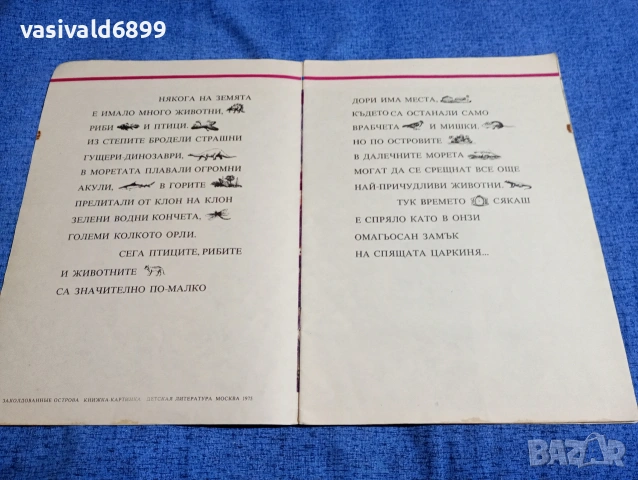 vasivald6899
НЯКОГА НА ЗЕМЯТА
Е ИМАЛО МНОГО ЖИВОТНИ,
РИБИ И ПТИЦИ.
ИЗ СТЕПИТЕ БРОДЕЛИ СТРАШНИ
ГУЩЕРИ-ДИНОЗАВРИ,
В МОРЕТАТА ПЛАВАЛИ ОГРОМНИ
АКУЛИ, В ГОРИТЕ
ПРЕЛИТАЛИ ОТ КЛОН НА КЛОН
ЗЕЛЕНИ ВОДНИ КОНЧЕТА,
ГОЛЕМИ КОЛКОТО ОРЛИ.
СЕГА ПТИЦИТЕ, РИБИТЕ
И ЖИВОТНИТЕ
СА ЗНАЧИТЕЛНО ПО-МАЛКО
ЗАКОЛДОВАННЫЕ ОСТРОВА КНИЖКА-КАРТИНКА ДЕТСКАЯ ЛИТЕРАТУРА МОСКВА 1975
ДОРИ ИМА МЕСТА,
КЪДЕТО СА ОСТАНАЛИ САМО
ВРАБЧЕТА И МИШКИ.
НО ПО ОСТРОВИТЕ
В ДАЛЕЧНИТЕ МОРЕТА
МОГАТ ДА СЕ СРЕЩНАТ ВСЕ ОЩЕ
НАЙ-ПРИЧУДЛИВИ ЖИВОТНИ.
ТУК ВРЕМЕТО СЯКАШ
Е СПРЯЛО КАТО В ОНЗИ
ОМАГЬОСАН ЗАМЪК
НА СПЯЩАТА ЦАРКИНЯ...
BAZAR